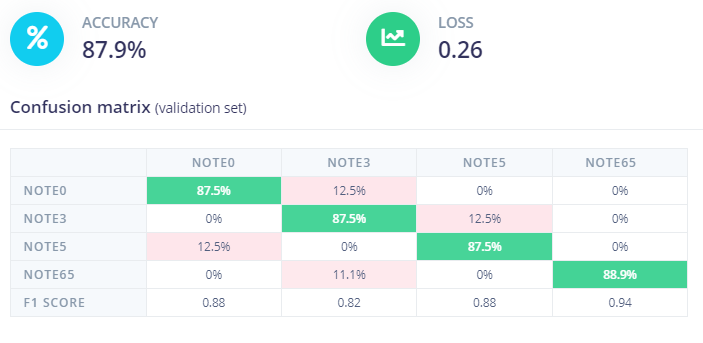 ACCURACY
87.9%
LOSS
0.26
Confusion matrix (validation set)
NOTE0 NOTE3 NOTE5 NOTE65
NOTE0 87.5% 12.5% 0% 0%
NOTE3 0% 87.5% 12.5% 0%
NOTE5 12.5% 0% 87.5% 0%
NOTE65 0% 11.1% 0% 88.9%
F1 SCORE 0.88 0.82 0.88 0.94